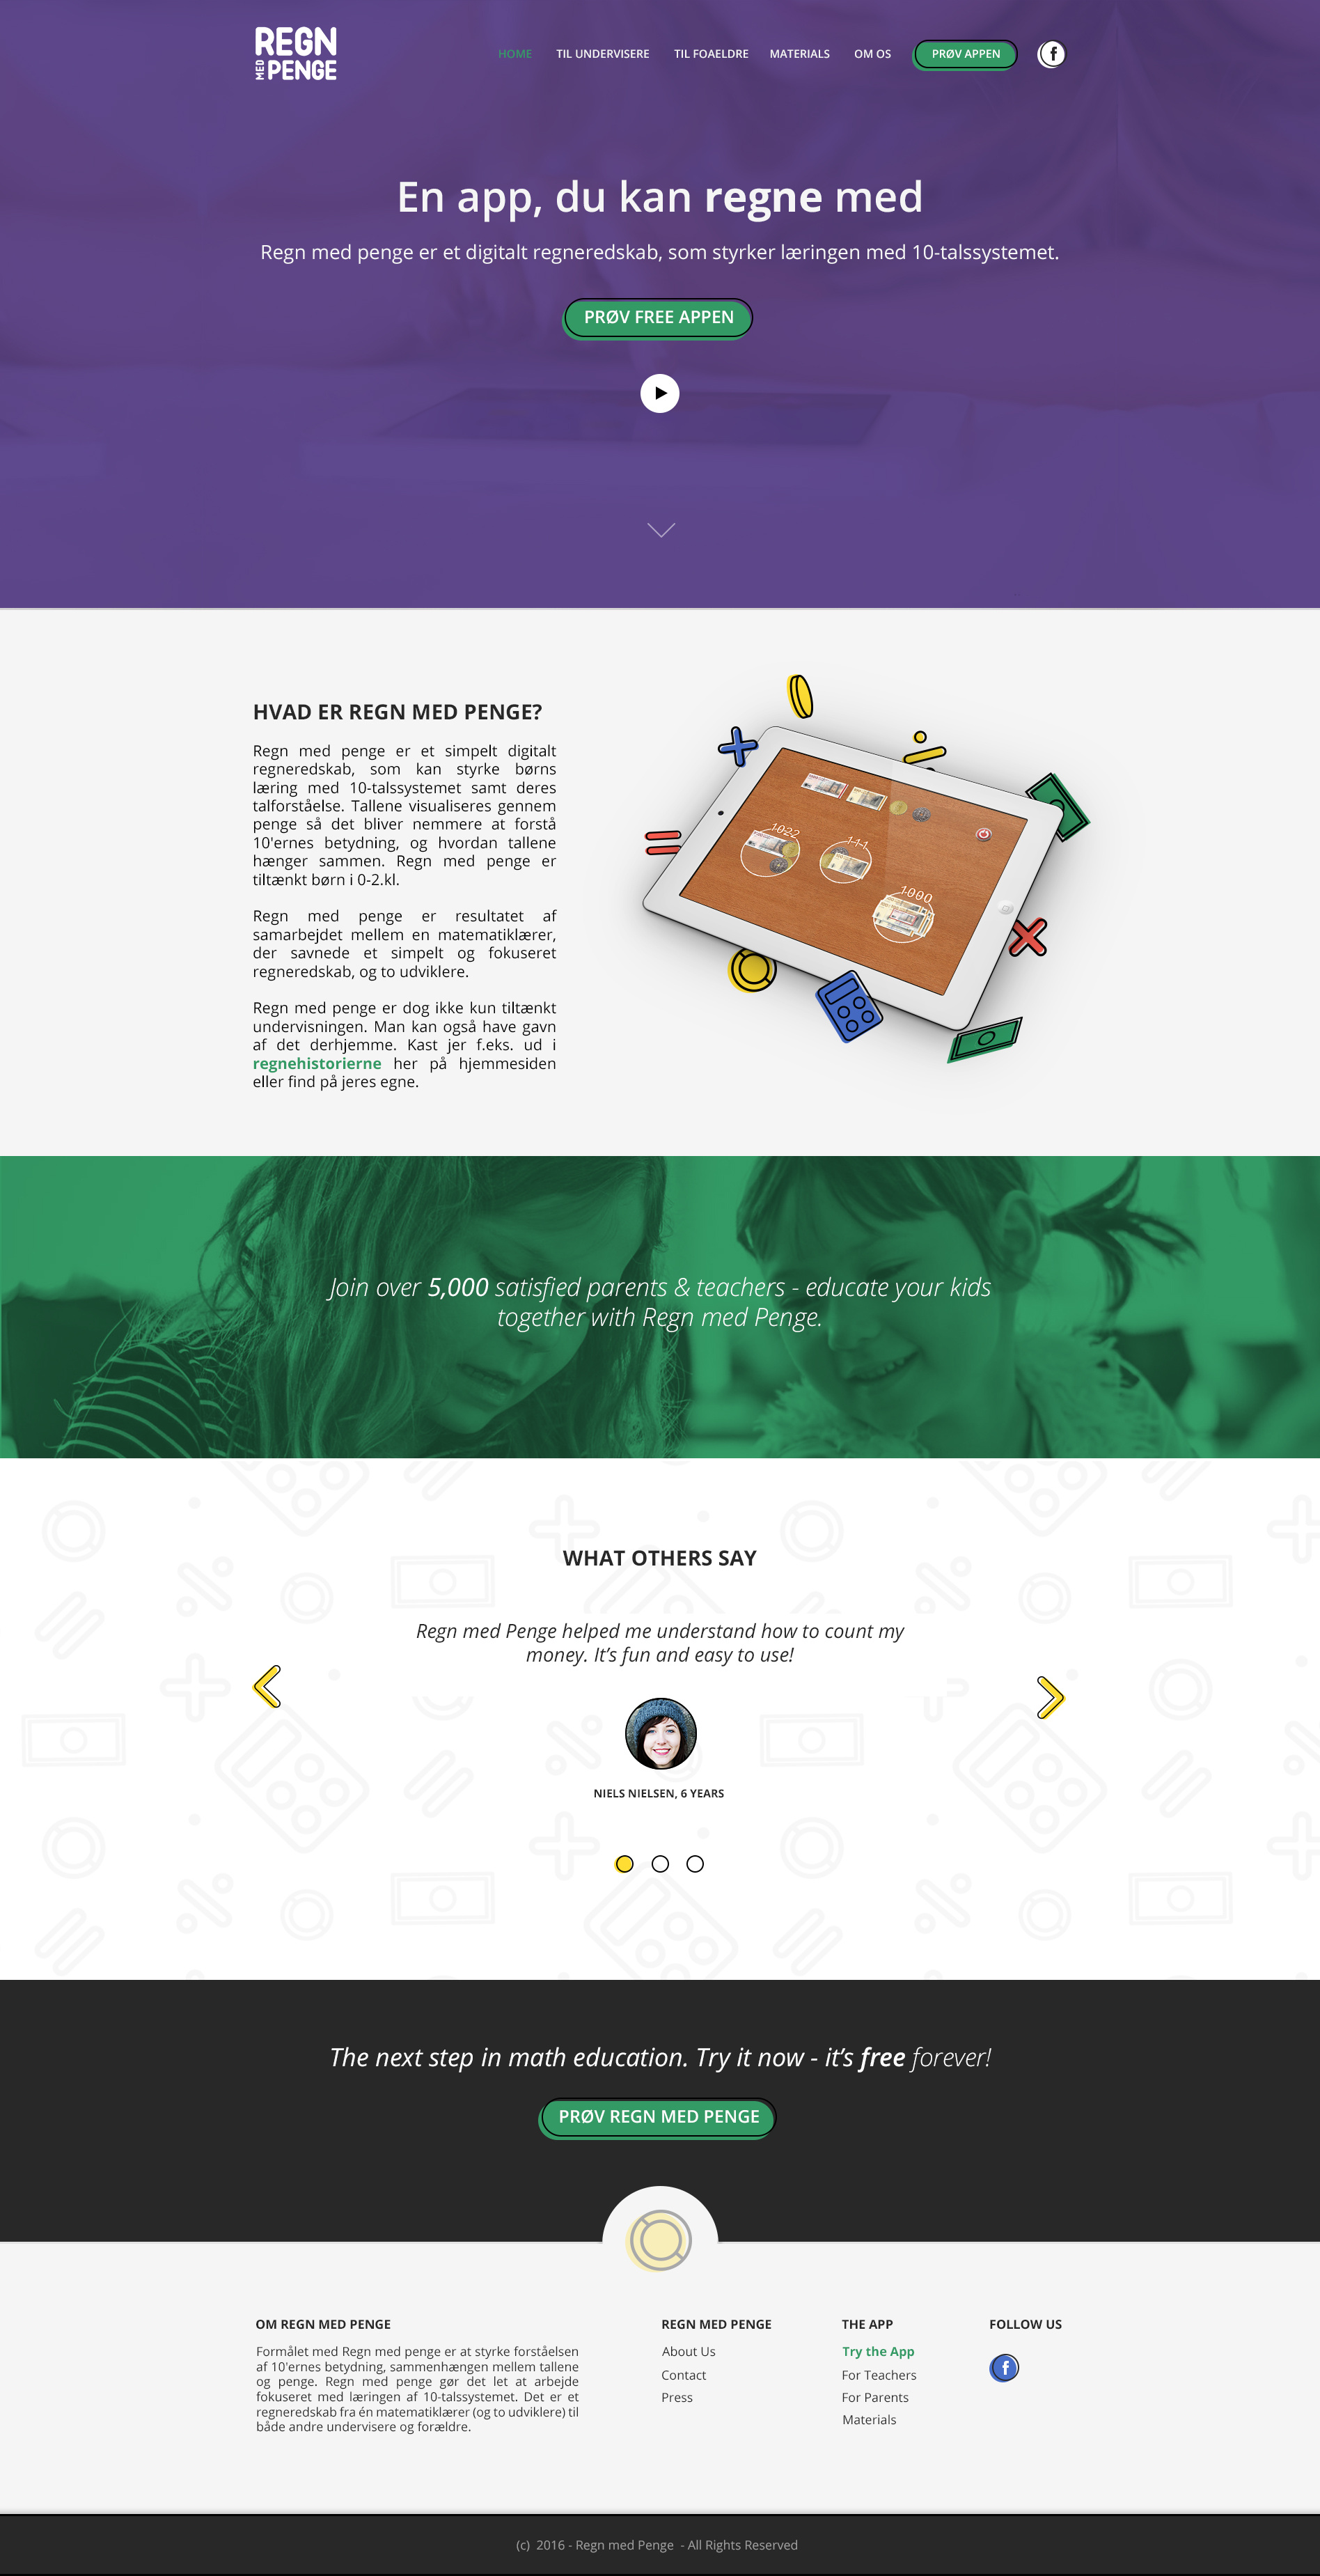 REGN
MED PENGE
HOME TIL UNDERVISERE TIL FOAELDRE MATERIALS OM OS PRØV APPEN
En app, du kan regne med
Regn med penge er et digitalt regneredskab, som styrker læringen med 10-talssystemet.
PRØV FREE APPEN
HVAD ER REGN MED PENGE?
Regn med penge er et simpelt digitalt
regneredskab, som kan styrke børns
læring med 10-talssystemet samt deres
talforståelse. Tallene visualiseres gennem
penge så det bliver nemmere at forstå
10'ernes betydning, og hvordan tallene
hænger sammen. Regn med penge er
tiltænkt børn i 0-2.kl.
Regn med penge er resultatet af
samarbejdet mellem en matematiklærer,
der savnede et simpelt og fokuseret
regneredskab, og to udviklere.
Regn med penge er dog ikke kun tiltænkt
undervisningen. Man kan også have gavn
af det derhjemme. Kast jer f.eks. ud i
regnehistorierne her på hjemmesiden
eller find på jeres egne.
1022
111
1000
Join over 5,000 satisfied parents & teachers - educate your kids
together with Regn med Penge.
WHAT OTHERS SAY
Regn med Penge helped me understand how to count my
money. It's fun and easy to use!
NIELS NIELSEN, 6 YEARS
The next step in math education. Try it now - it's free forever!
PRØV REGN MED PENGE
OM REGN MED PENGE
Formålet med Regn med penge er at styrke forståelsen
af 10'ernes betydning, sammenhængen mellem tallene
og penge. Regn med penge gør det let at arbejde
fokuseret med læringen af 10-talssystemet. Det er et
regneredskab fra én matematiklærer (og to udviklere) til
både andre undervisere og forældre.
REGN MED PENGE
About Us
Contact
Press
THE APP
Try the App
For Teachers
For Parents
Materials
FOLLOW US
(c) 2016 - Regn med Penge - All Rights Reserved